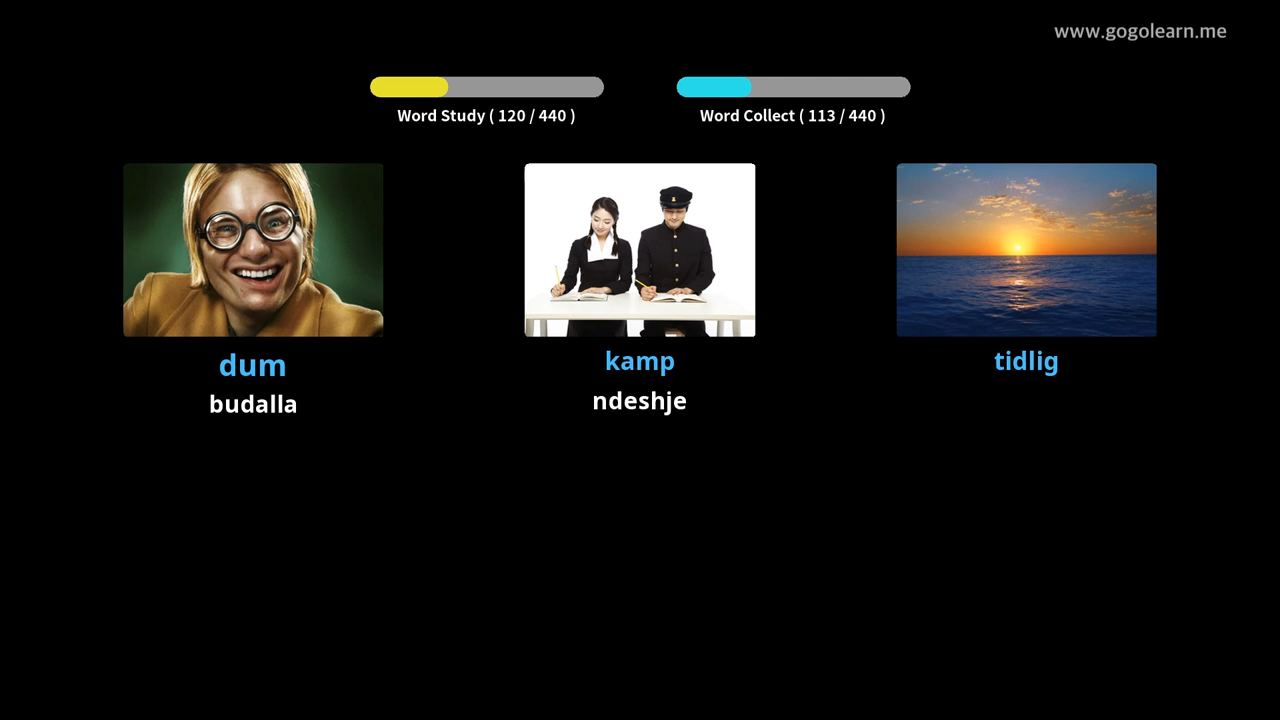 www.gogolearn.me
Word Study ( 120 / 440 )
Word Collect ( 113 / 440 )
dum
budalla
kamp
ndeshje
tidlig